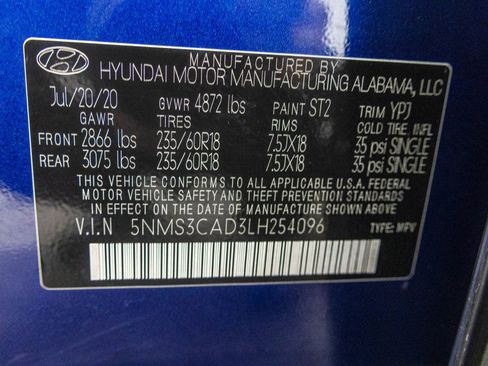 MANUFACTURED BY
HYUNDAI MOTOR MANUFACTURING ALABAMA, LLC
Jul/20/20 GVWR 4872 lbs PAINT ST2 TRIM YPJ
GAWR TIRES RIMS COLD TIRE INFL
FRONT 2866 lbs 235/60R18 7.5JX18 35 psi SINGLE
REAR 3075 lbs 235/60R18 7.5JX18 35 psi SINGLE
THIS VEHICLE CONFORMS TO ALL APPLICABLE U.S.A. FEDERAL
MOTOR VEHICLE SAFETY AND THEFT PREVENTION STANDARDS
IN EFFECT ON THE DATE OF MANUFACTURE SHOWN ABOVE.
V.I.N 5NMS3CAD3LH254096 TYPE: MPV